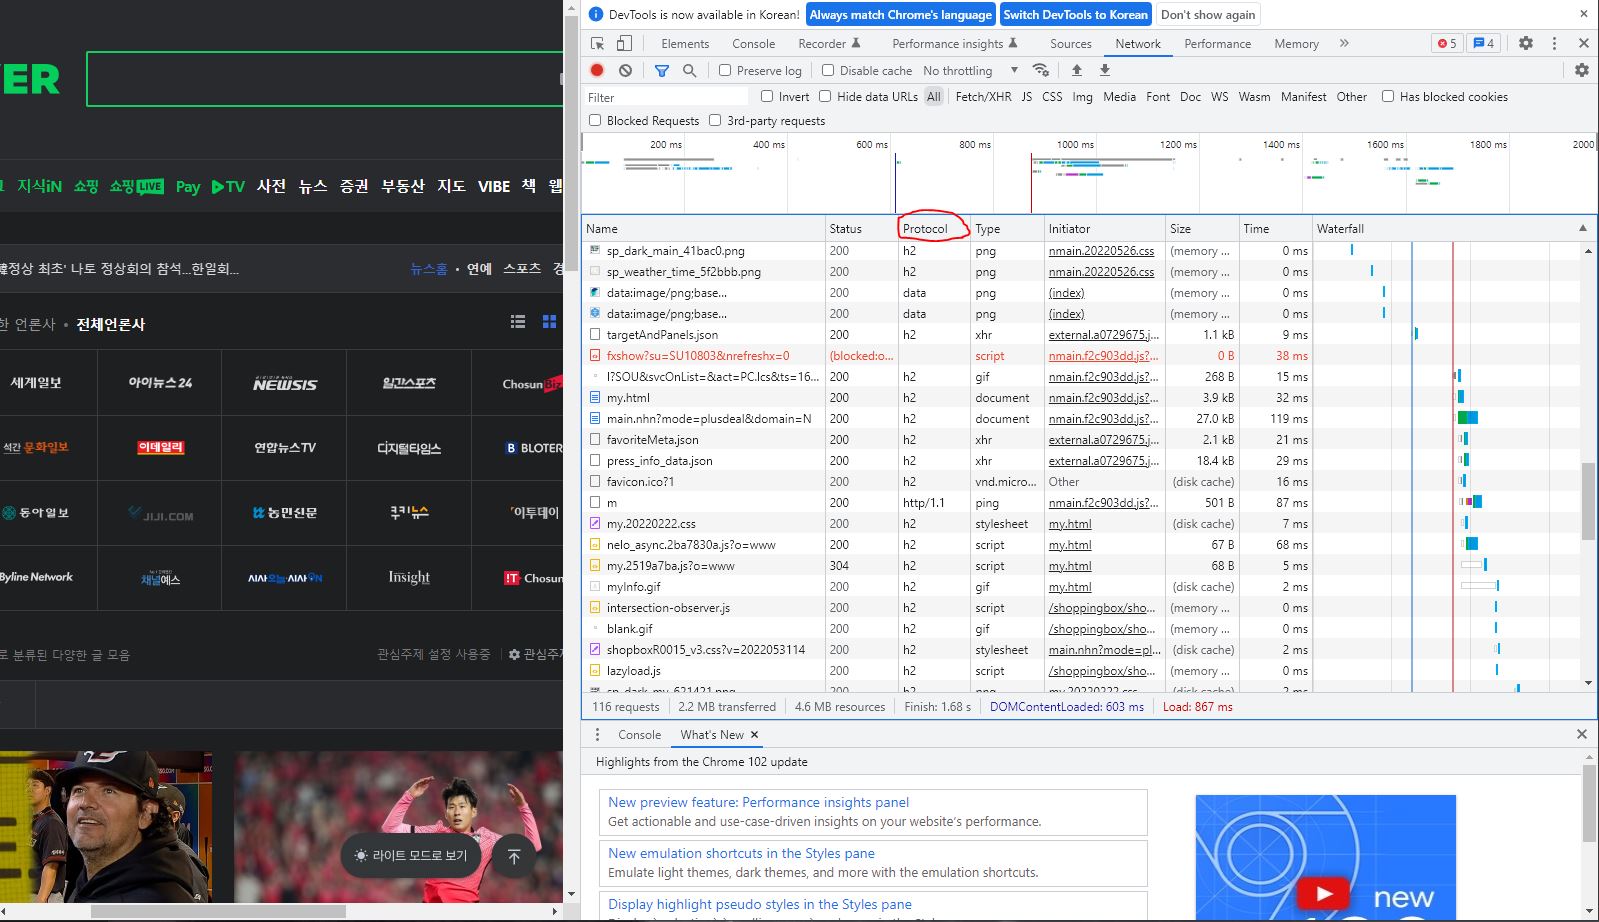 ER
지식iN 쇼핑 쇼핑LIVE Pay TV 사전 뉴스 증권 부동산 지도 VIBE 책 웹
韓정상 최초' 나토 정상회의 참석...한일회... 뉴스홈 · 연예 스포츠 경
한 언론사 • 전체언론사
세계일보 아이뉴스24 NEWSIS 일간스포츠 ChosunBiz
석간 문화일보 이데일리 연합뉴스TV 디지털타임스 BLOTER
동아일보 JIJI.COM 농민신문 쿠키뉴스 '이투데이
Byline Network 채널예스 시사오늘·시사ON Insight IT Chosun
로 분류된 다양한 글 모음 관심주제 설정 사용중 관심주제
라이트 모드로 보기
DevTools is now available in Korean! Always match Chrome's language Switch DevTools to Korean Don't show again ×
Elements Console Recorder Performance insights Sources Network Performance Memory » 5 4
Preserve log Disable cache No throttling
Filter Invert Hide data URLs All Fetch/XHR JS CSS Img Media Font Doc WS Wasm Manifest Other Has blocked cookies
Blocked Requests 3rd-party requests
200 ms 400 ms 600 ms 800 ms 1000 ms 1200 ms 1400 ms 1600 ms 1800 ms 2000
Name Status Protocol Type Initiator Size Time Waterfall
sp_dark_main_41bac0.png 200 h2 png nmain.20220526.css (memory ... 0 ms
sp_weather_time_5f2bbb.png 200 h2 png nmain.20220526.css (memory ... 0 ms
data:image/png;base... 200 data png (index) (memory ... 0 ms
data:image/png;base... 200 data png (index) (memory ... 0 ms
targetAndPanels.json 200 h2 xhr external.a0729675.j... 1.1 kB 9 ms
fxshow?su=SU10803&nrefreshx=0 (blocked:o... script nmain.f2c903dd.js?... 0 B 38 ms
l?SOU&svcOnList=&act=PC.lcs&ts=16... 200 h2 gif nmain.f2c903dd.js?... 268 B 15 ms
my.html 200 h2 document nmain.f2c903dd.js?... 3.9 kB 32 ms
main.nhn?mode=plusdeal&domain=N 200 h2 document nmain.f2c903dd.js?... 27.0 kB 119 ms
favoriteMeta.json 200 h2 xhr external.a0729675.j... 2.1 kB 21 ms
press_info_data.json 200 h2 xhr external.a0729675.j... 18.4 kB 29 ms
favicon.ico?1 200 h2 vnd.micro... Other (disk cache) 16 ms
m 200 http/1.1 ping nmain.f2c903dd.js?... 501 B 87 ms
my.20220222.css 200 h2 stylesheet my.html (disk cache) 7 ms
nelo_async.2ba7830a.js?o=www 200 h2 script my.html 67 B 68 ms
my.2519a7ba.js?o=www 304 h2 script my.html 68 B 5 ms
myInfo.gif 200 h2 gif my.html (disk cache) 2 ms
intersection-observer.js 200 h2 script /shoppingbox/sho... (memory ... 0 ms
blank.gif 200 h2 gif /shoppingbox/sho... (memory ... 0 ms
shopboxR0015_v3.css?v=2022053114 200 h2 stylesheet main.nhn?mode=pl... (disk cache) 2 ms
lazyload.js 200 h2 script /shoppingbox/sho... (memory ... 0 ms
sp_dark_my_621421.png 200 h2 png my.20220222.css (disk cache) 2 ms
116 requests 2.2 MB transferred 4.6 MB resources Finish: 1.68 s DOMContentLoaded: 603 ms Load: 867 ms
Console What's New ×
Highlights from the Chrome 102 update
New preview feature: Performance insights panel
Get actionable and use-case-driven insights on your website's performance.
New emulation shortcuts in the Styles pane
Emulate light themes, dark themes, and more with the emulation shortcuts.
Display highlight pseudo styles in the Styles pane
new